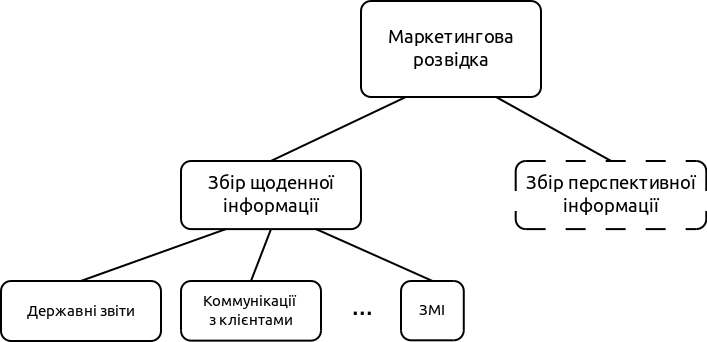 Маркетингова
розвідка
Збір щоденної
інформації
Збір перспективної
інформації
Державні звіти
Коммунікації
з клієнтами
...
ЗМІ